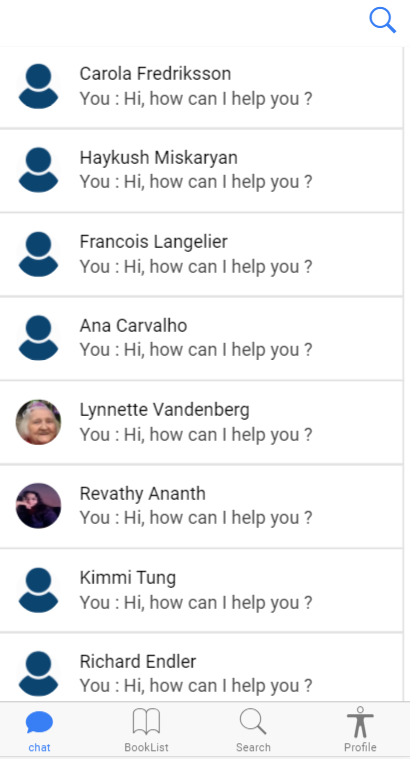 Carola Fredriksson
You : Hi, how can I help you ?
Haykush Miskaryan
You : Hi, how can I help you ?
Francois Langelier
You : Hi, how can I help you ?
Ana Carvalho
You : Hi, how can I help you ?
Lynnette Vandenberg
You : Hi, how can I help you ?
Revathy Ananth
You : Hi, how can I help you ?
Kimmi Tung
You : Hi, how can I help you ?
Richard Endler
You : Hi, how can I help you ?
chat BookList Search Profile